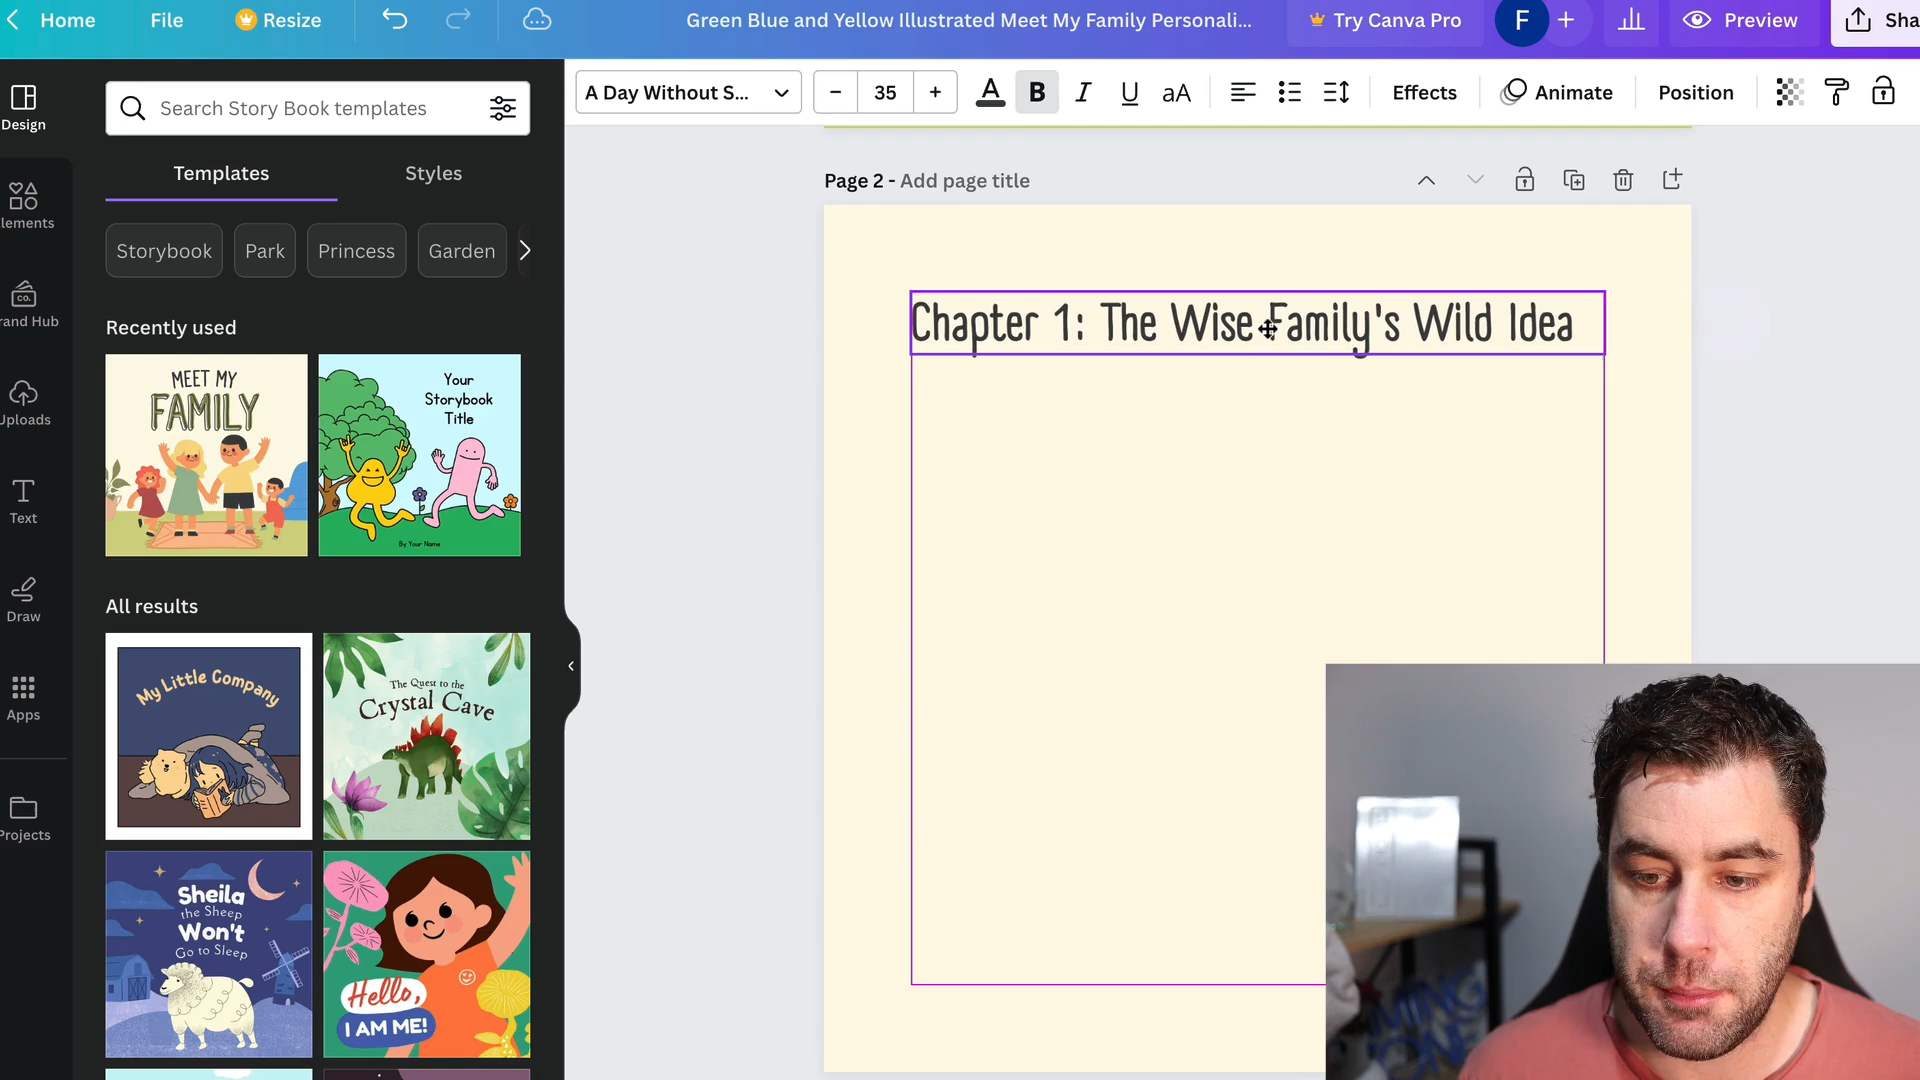 Home File Resize Green Blue and Yellow Illustrated Meet My Family Personali... Try Canva Pro F Preview Sha
A Day Without S... 35 A B I U aA Effects Animate Position
Design
Search Story Book templates
Templates Styles
Page 2 - Add page title
lements
Storybook Park Princess Garden
rand Hub
co.
Recently used
Chapter 1: The Wise Family's Wild Idea
MEET MY
FAMILY
Your
Storybook
Title
By Your Name
Uploads
Text
Draw
All results
My Little Company
The Quest to the
Crystal Cave
Apps
Projects
Sheila
the Sheep
Won't
Go to Sleep
Hello,
I AM ME!